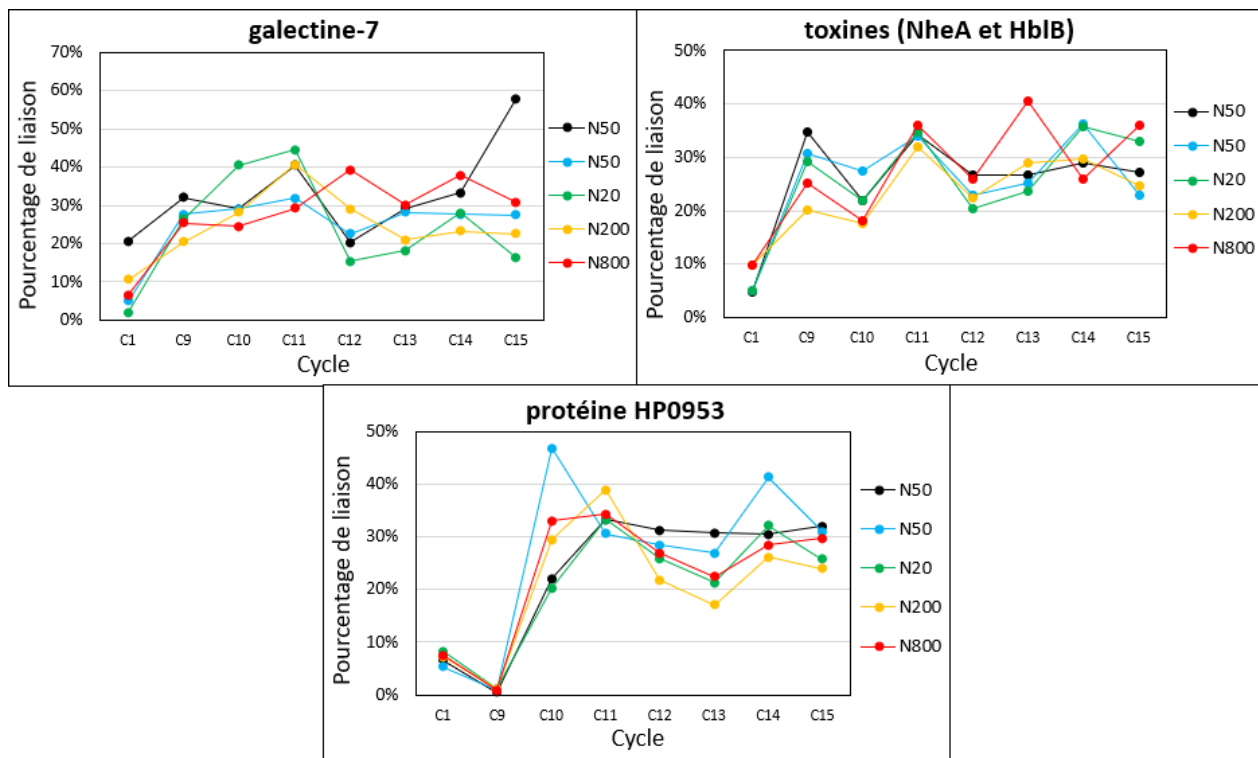 galectine-7
70%
60%
50%
40%
30%
20%
10%
0%
Pourcentage de liaison
C1 C9 C10 C11 C12 C13 C14 C15
Cycle
N50
N50
N20
N200
N800
toxines (NheA et HblB)
50%
40%
30%
20%
10%
0%
Pourcentage de liaison
C1 C9 C10 C11 C12 C13 C14 C15
Cycle
N50
N50
N20
N200
N800
protéine HP0953
50%
40%
30%
20%
10%
0%
Pourcentage de liaison
C1 C9 C10 C11 C12 C13 C14 C15
Cycle
N50
N50
N20
N200
N800